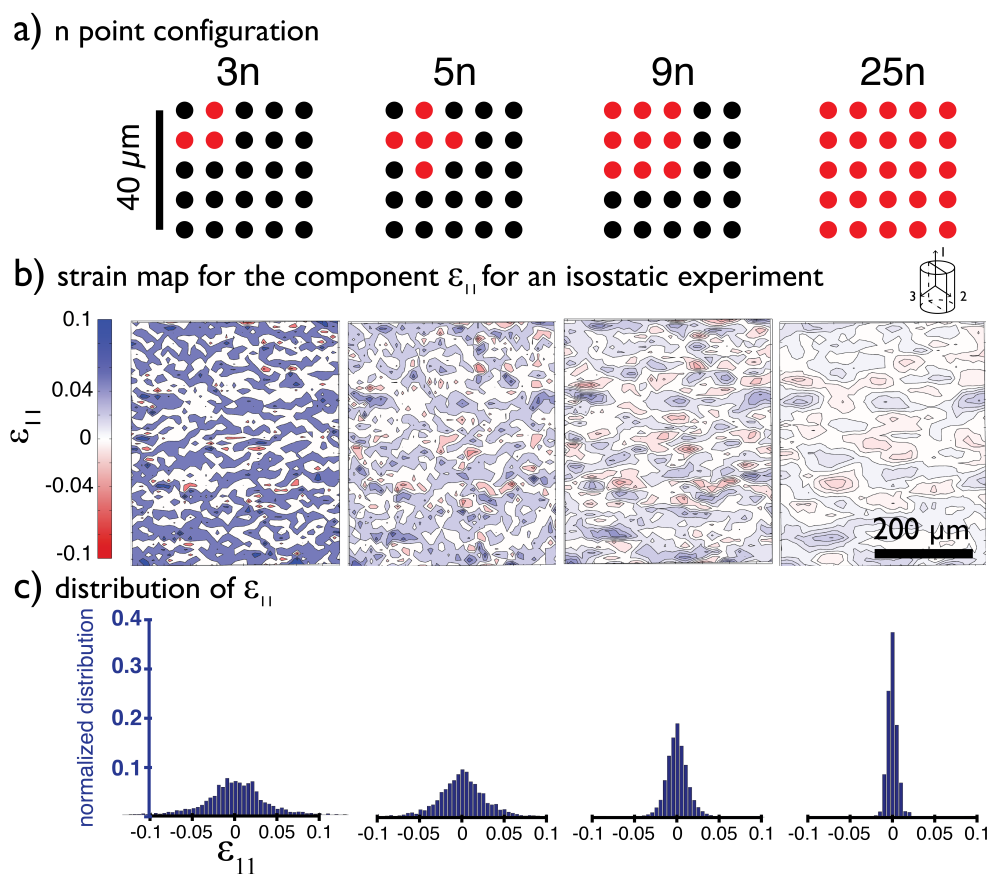 a) n point configuration
3n 5n 9n 25n
40 µm
b) strain map for the component ε₁₁ for an isostatic experiment
1
3 2
0.1
0.04
0
-0.04
-0.1
ε₁₁
200 µm
c) distribution of ε₁₁
normalized distribution
0.4
0.3
0.2
0.1
-0.1 -0.05 0 0.05 0.1 -0.1 -0.05 0 0.05 0.1 -0.1 -0.05 0 0.05 0.1 -0.1 -0.05 0 0.05 0.1
ε₁₁